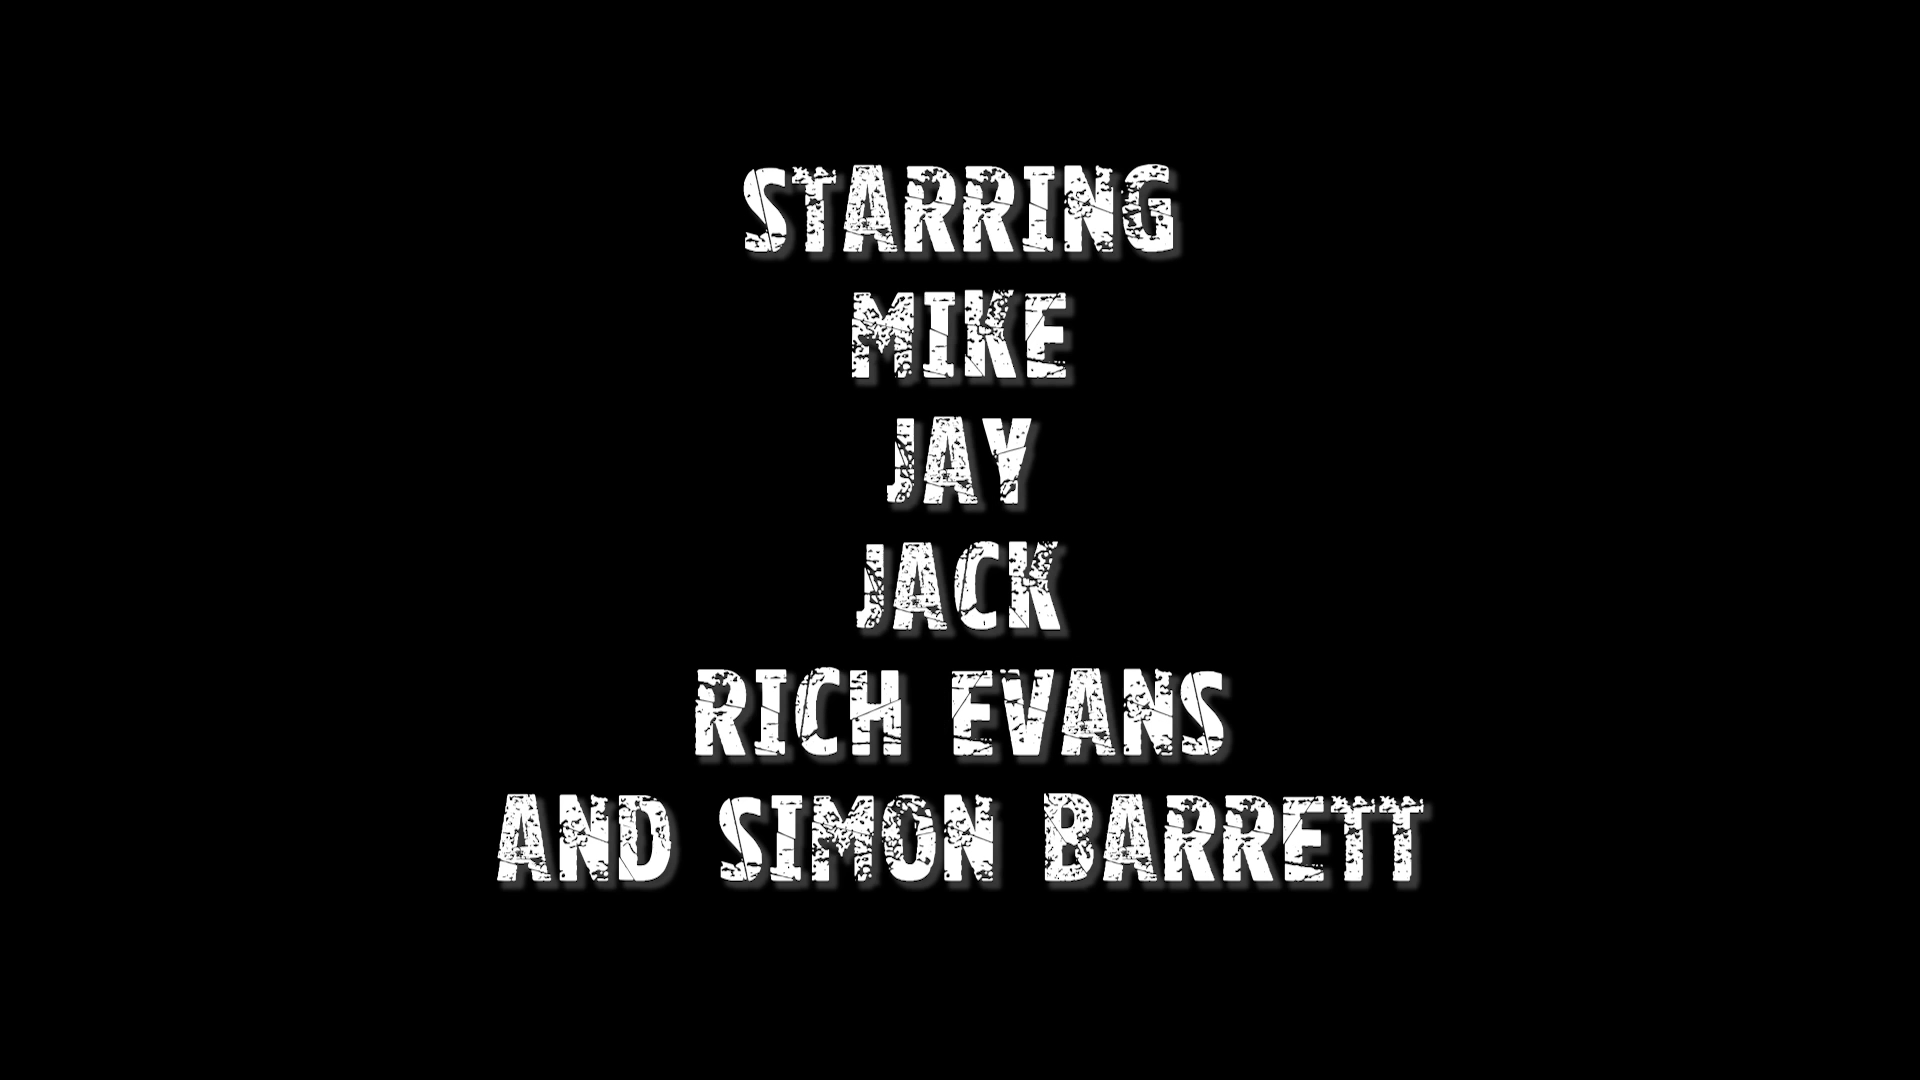 STARRING
MIKE
JAY
JACK
RICH EVANS
AND SIMON BARRETT